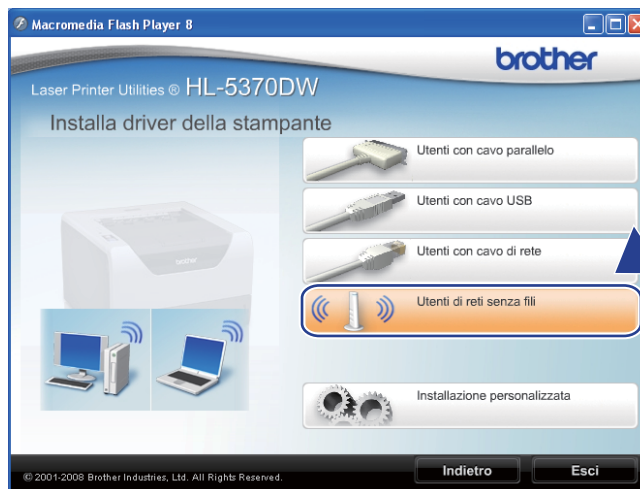 Macromedia Flash Player 8
brother
Laser Printer Utilities ® HL-5370DW
Installa driver della stampante
Utenti con cavo parallelo
Utenti con cavo USB
Utenti con cavo di rete
Utenti di reti senza fili
Installazione personalizzata
© 2001-2008 Brother Industries, Ltd. All Rights Reserved.
Indietro
Esci